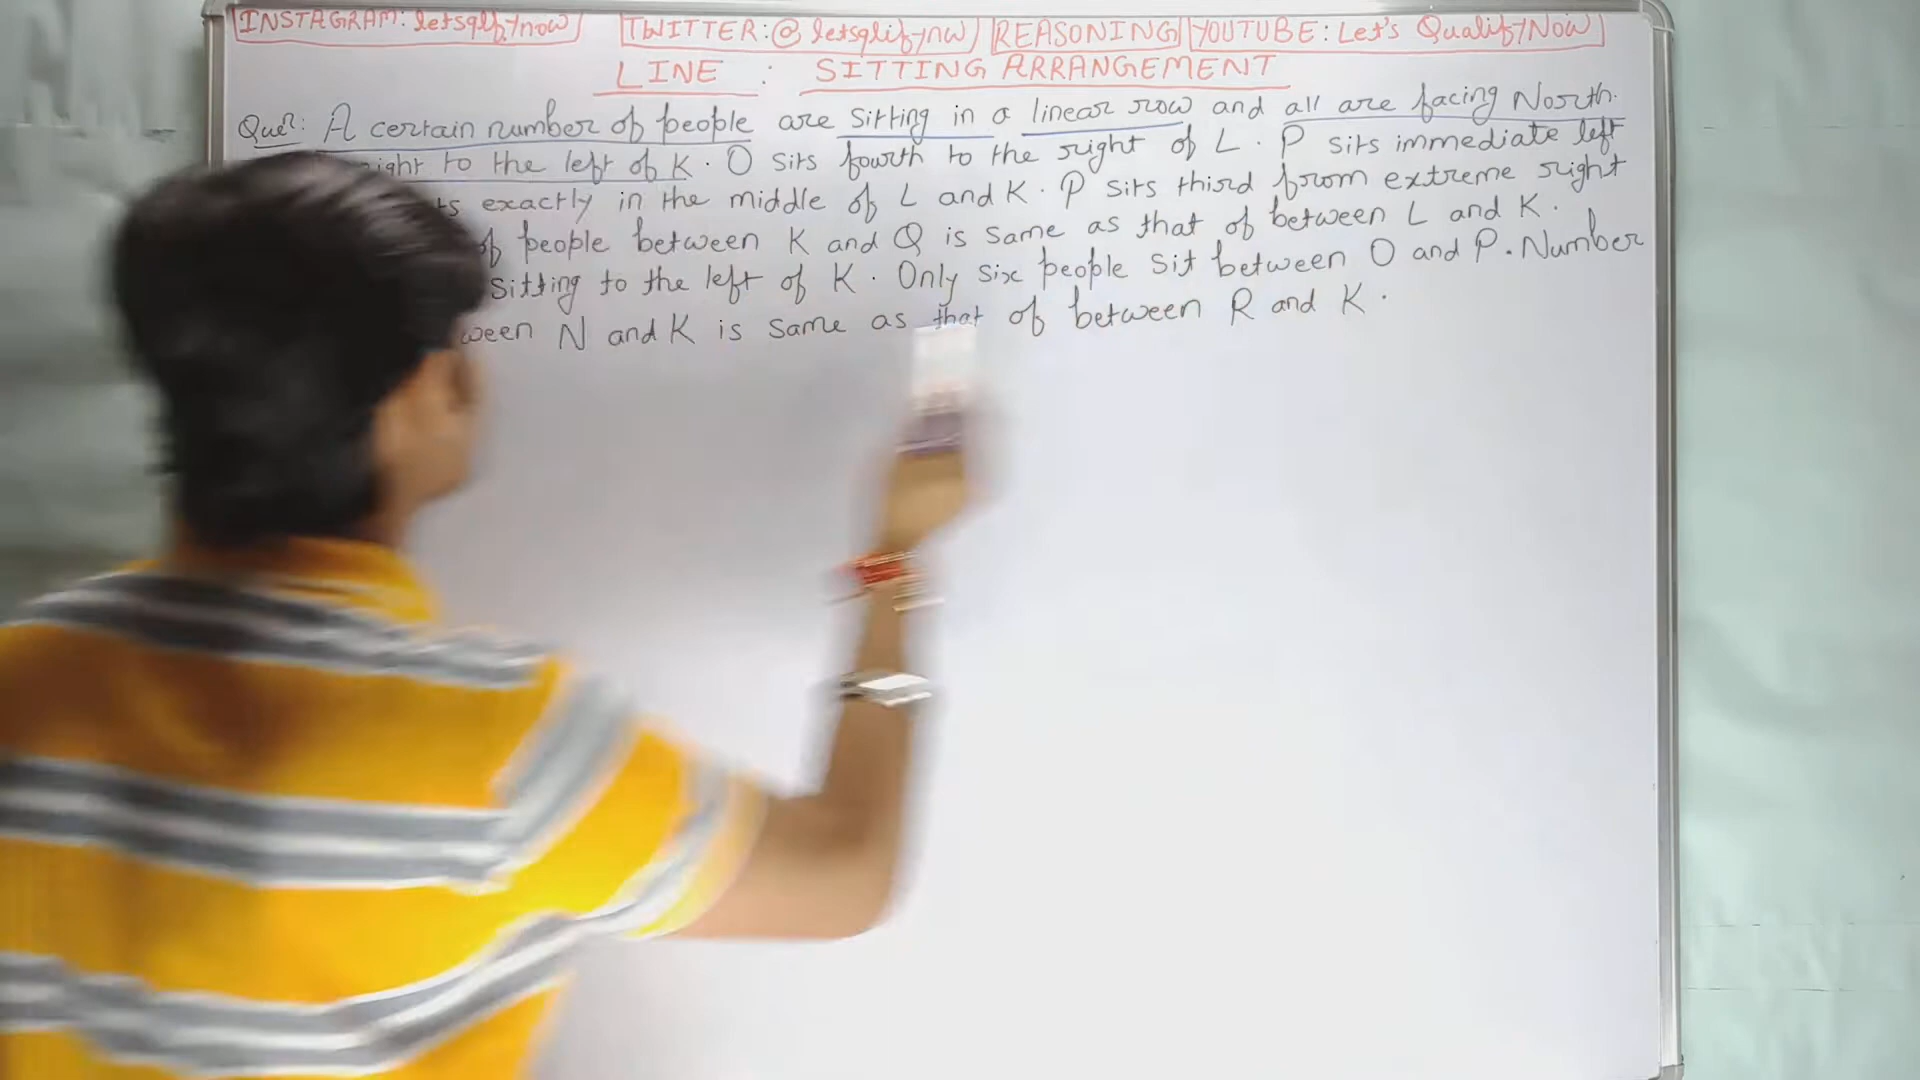 INSTAGRAM: letsqlfynow TWITTER: @letsqlifynw REASONING YOUTUBE: Let's QualifyNow
LINE : SITTING ARRANGEMENT
Que?: A certain number of people are sitting in a linear row and all are facing North.
to the left of K. O sits fourth to the right of L. P sits immediate left
exactly in the middle of L and K. P sits third from extreme right
of people between K and Q is same as that of between L and K.
sitting to the left of K. Only six people sit between O and P. Number
N and K is same as that of between R and K.